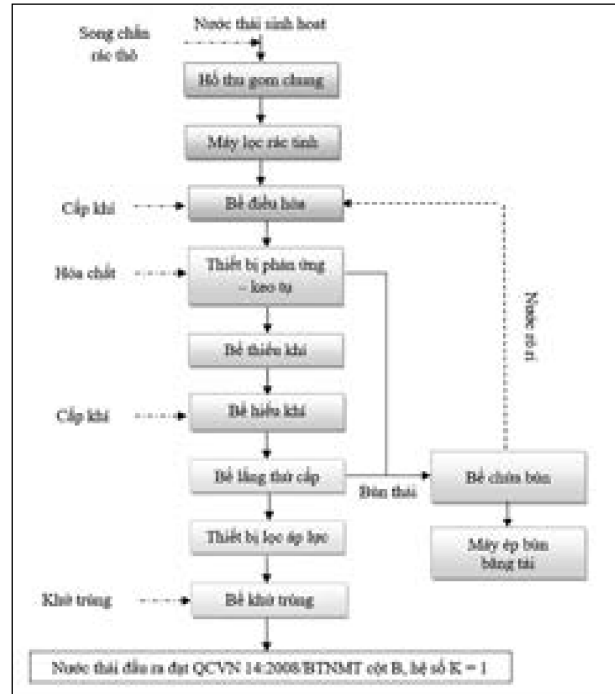 Nước thải sinh hoạt
Song chắn
rác thô
Hố thu gom chung
Máy lọc rác tinh
Cấp khí
Bể điều hòa
Hóa chất
Thiết bị phản ứng
– keo tụ
Nước rò rỉ
Bể thiếu khí
Cấp khí
Bể hiếu khí
Bể lắng thứ cấp
Bùn thải
Bể chứa bùn
Thiết bị lọc áp lực
Máy ép bùn
băng tải
Khử trùng
Bể khử trùng
Nước thải đầu ra đạt QCVN 14:2008/BTNMT cột B, hệ số K = 1